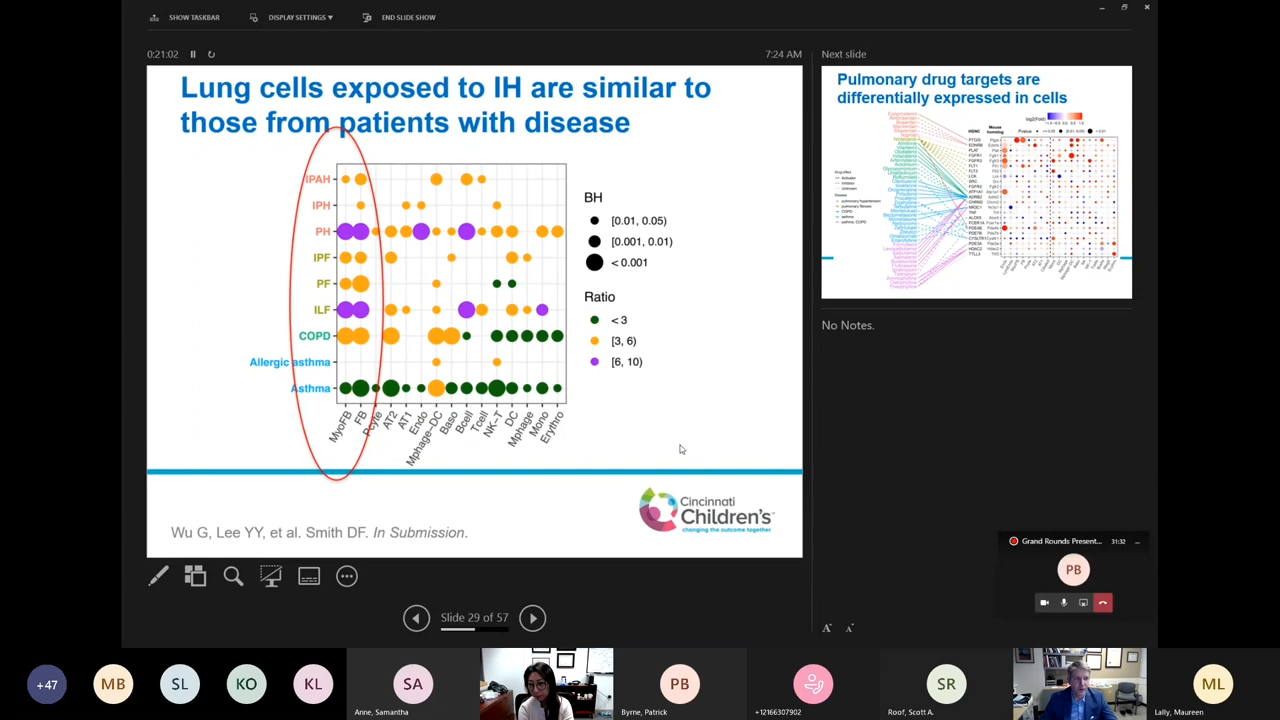 SHOW TASKBAR
DISPLAY SETTINGS ▾
END SLIDE SHOW
0:21:02
7:24 AM
Next slide
Lung cells exposed to IH are similar to
those from patients with disease
IPAH
IPH
PH
IPF
PF
ILF
COPD
Allergic asthma
Asthma
MyoFB
FB
Pcyte
AT2
AT1
Endo
Mphage-DC
Baso
Bcell
Tcell
NK-T
DC
Mphage
Mono
Erythro
BH
[0.01, 0.05)
[0.001, 0.01)
< 0.001
Ratio
< 3
[3, 6)
[6, 10)
Wu G, Lee YY, et al. Smith DF. In Submission.
Cincinnati
Children's
changing the outcome together
Pulmonary drug targets are
differentially expressed in cells
No Notes.
Slide 29 of 57
Grand Rounds Present...
31:32
PB
+47
MB
SL
KO
KL
SA
Anne, Samantha
PB
Byrne, Patrick
+12166307902
SR
Roof, Scott A.
ML
Lally, Maureen